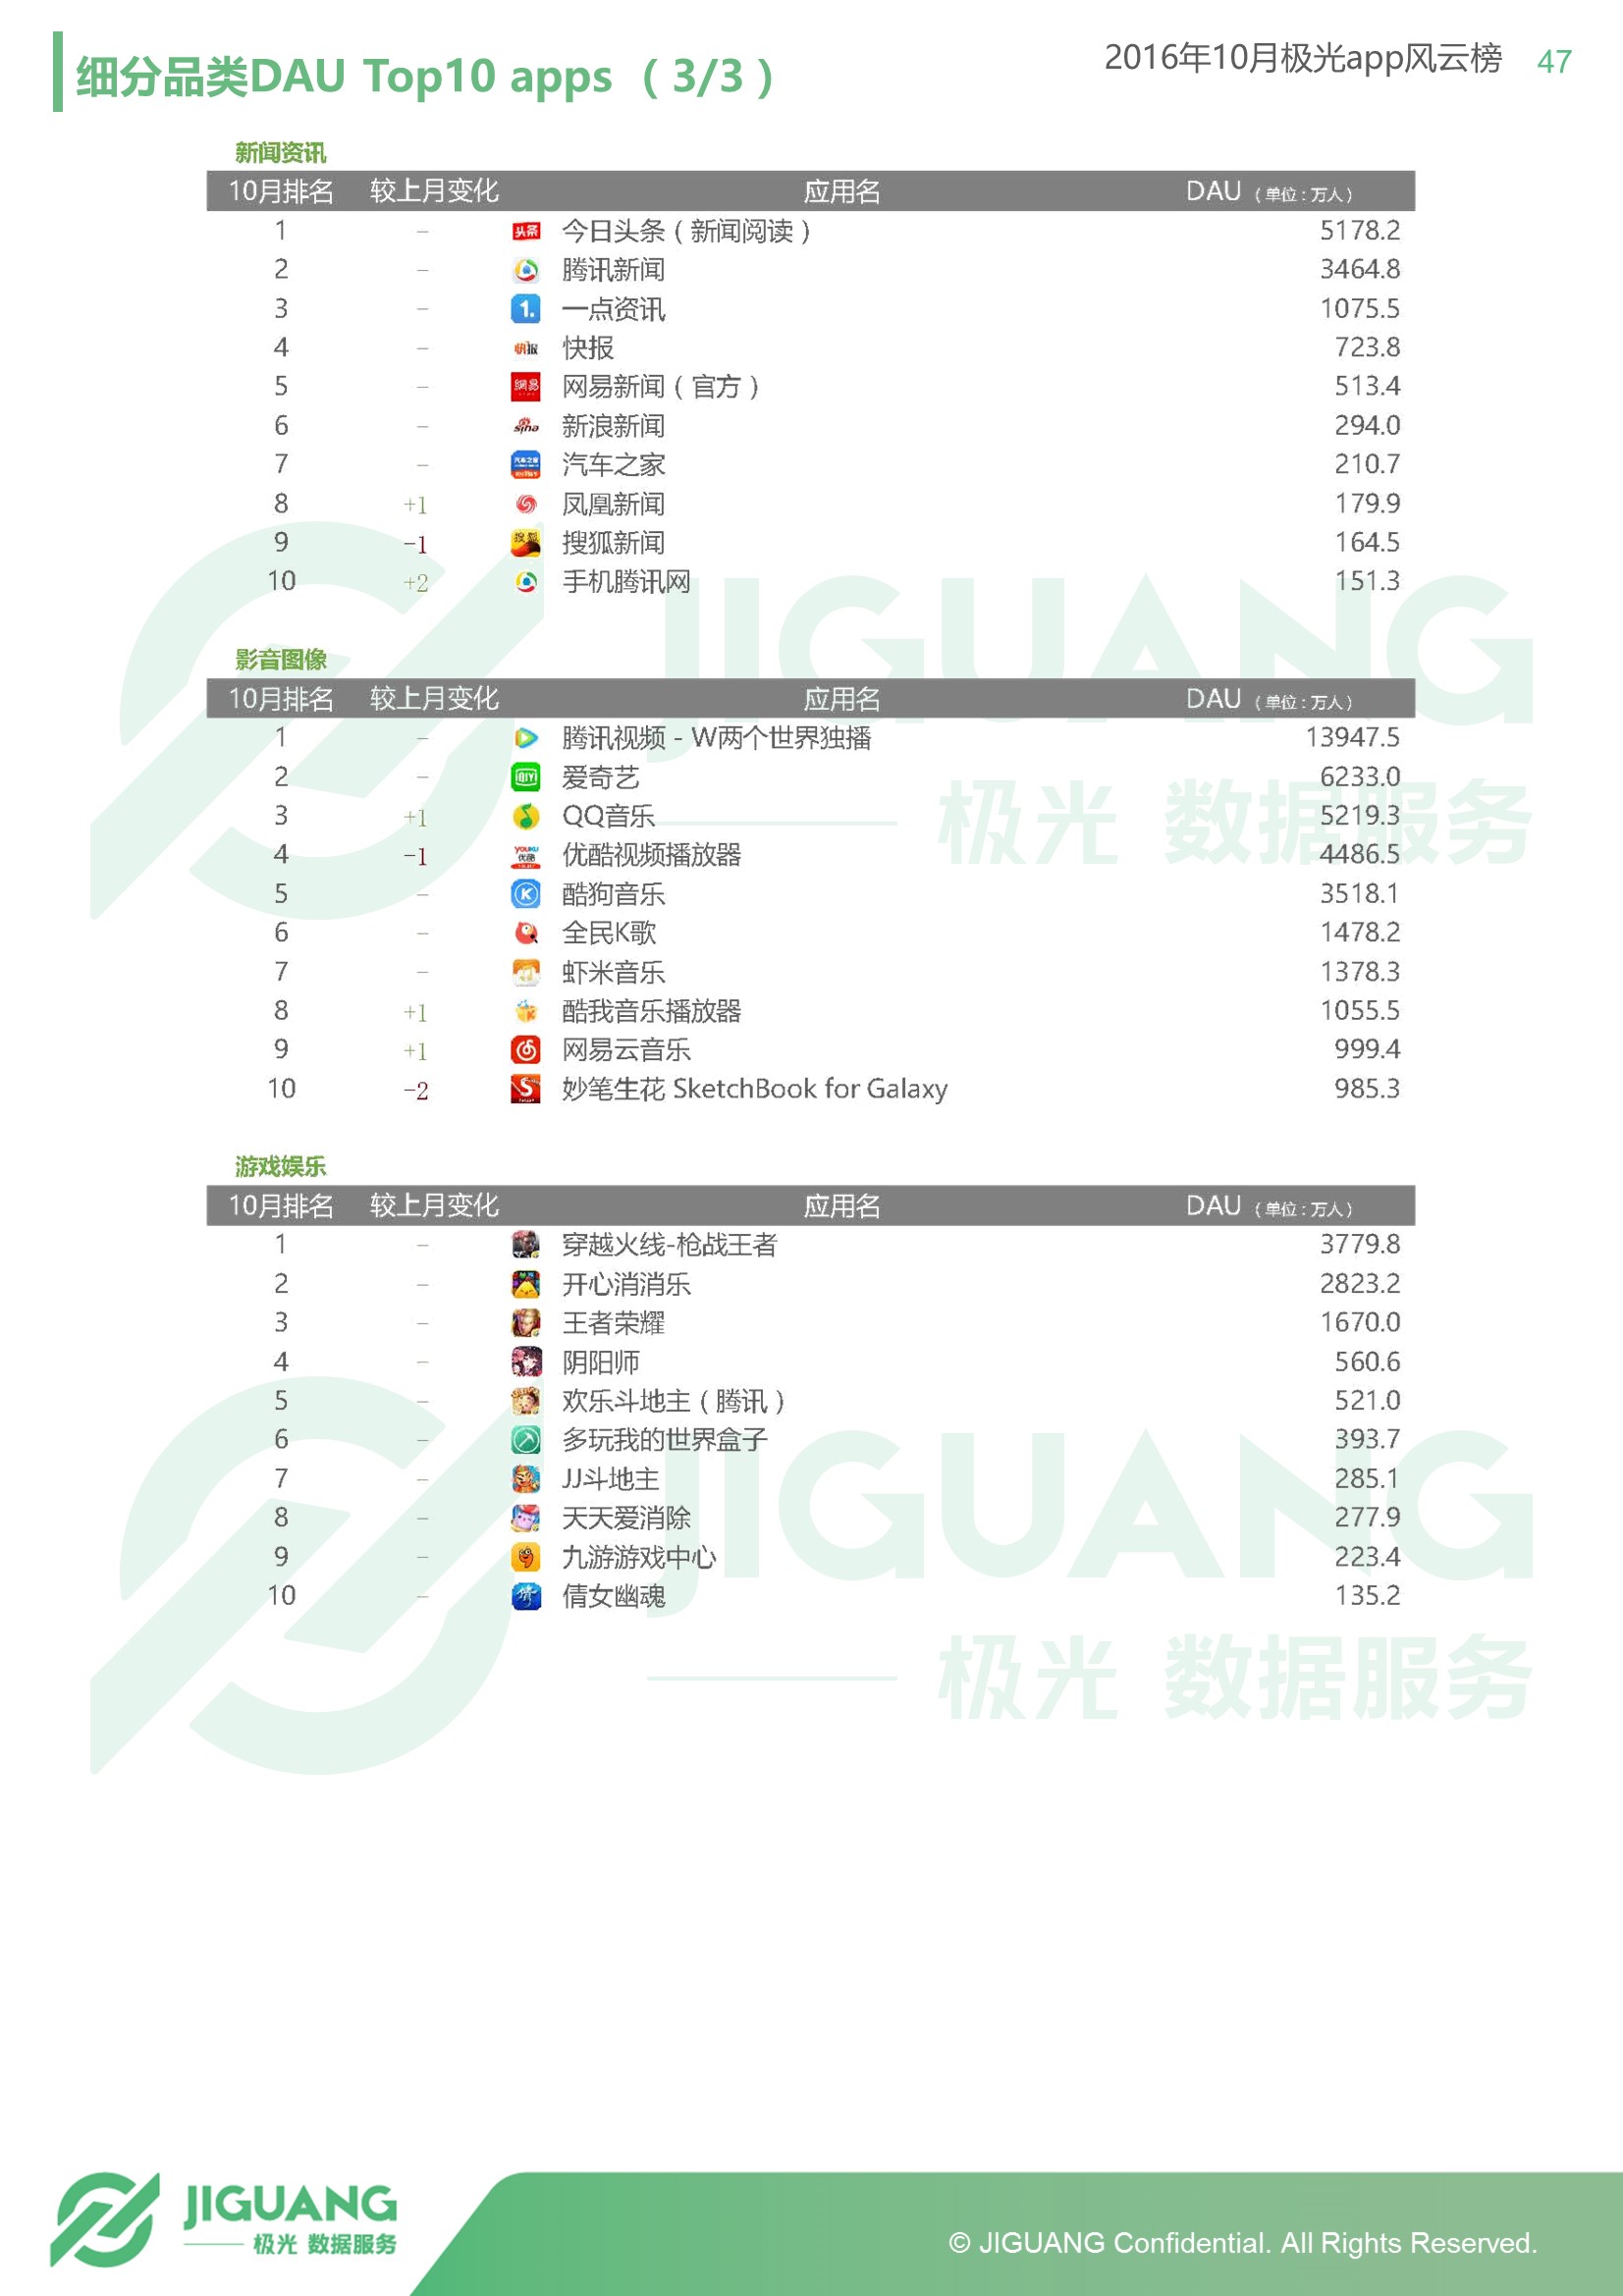 细分品类DAU Top10 apps （3/3）
2016年10月极光app风云榜 47
新闻资讯
10月排名 较上月变化 应用名 DAU（单位：万人）
1 – 今日头条（新闻阅读） 5178.2
2 – 腾讯新闻 3464.8
3 – 一点资讯 1075.5
4 – 快报 723.8
5 – 网易新闻（官方） 513.4
6 – 新浪新闻 294.0
7 – 汽车之家 210.7
8 +1 凤凰新闻 179.9
9 -1 搜狐新闻 164.5
10 +2 手机腾讯网 151.3
影音图像
10月排名 较上月变化 应用名 DAU（单位：万人）
1 – 腾讯视频 - W两个世界独播 13947.5
2 – 爱奇艺 6233.0
3 +1 QQ音乐 5219.3
4 -1 优酷视频播放器 4486.5
5 – 酷狗音乐 3518.1
6 – 全民K歌 1478.2
7 – 虾米音乐 1378.3
8 +1 酷我音乐播放器 1055.5
9 +1 网易云音乐 999.4
10 -2 妙笔生花 SketchBook for Galaxy 985.3
游戏娱乐
10月排名 较上月变化 应用名 DAU（单位：万人）
1 – 穿越火线-枪战王者 3779.8
2 – 开心消消乐 2823.2
3 – 王者荣耀 1670.0
4 – 阴阳师 560.6
5 – 欢乐斗地主（腾讯） 521.0
6 – 多玩我的世界盒子 393.7
7 – JJ斗地主 285.1
8 – 天天爱消除 277.9
9 – 九游游戏中心 223.4
10 – 倩女幽魂 135.2
JIGUANG
极光 数据服务
JIGUANG
极光 数据服务
JIGUANG
极光 数据服务
© JIGUANG Confidential. All Rights Reserved.